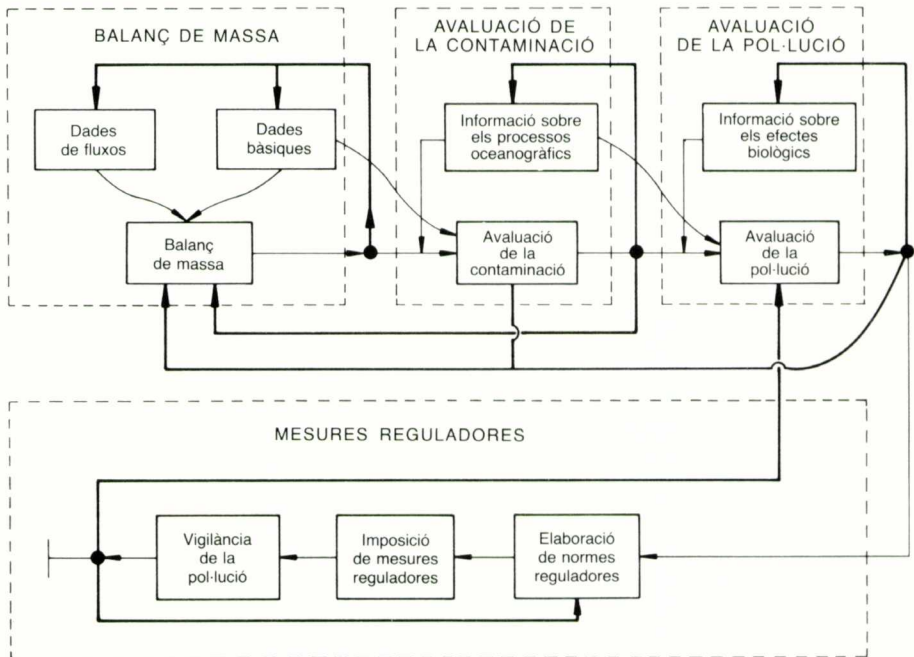 BALANÇ DE MASSA
AVALUACIÓ DE
LA CONTAMINACIÓ
AVALUACIÓ
DE LA POL·LUCIÓ
Dades
de fluxos
Dades
bàsiques
Informació sobre
els processos
oceanogràfics
Informació sobre
els efectes
biològics
Balanç
de massa
Avaluació
de la
contaminació
Avaluació
de la
pol·lució
MESURES REGULADORES
Vigilància
de la
pol·lució
Imposició
de mesures
reguladores
Elaboració
de normes
reguladores